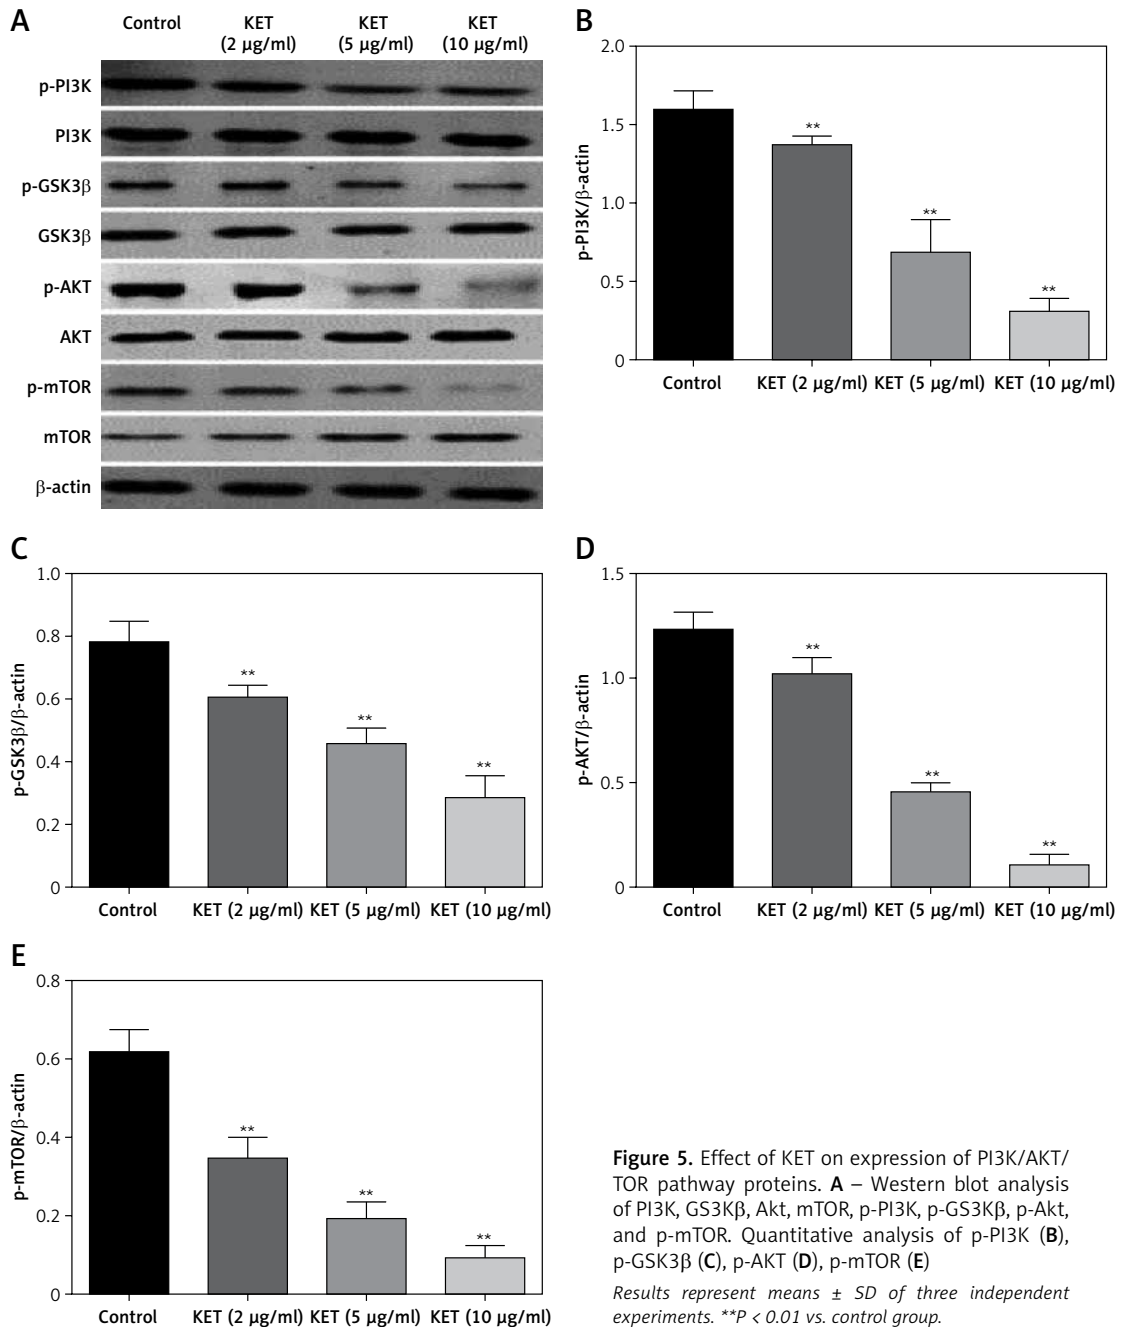 A
Control KET KET KET
(2 µg/ml) (5 µg/ml) (10 µg/ml)
p-PI3K
PI3K
p-GSK3β
GSK3β
p-AKT
AKT
p-mTOR
mTOR
β-actin
B
2.0
1.5
1.0
0.5
0
p-PI3K/β-actin
**
**
**
Control KET (2 µg/ml) KET (5 µg/ml) KET (10 µg/ml)
C
1.0
0.8
0.6
0.4
0.2
0
p-GSK3β/β-actin
**
**
**
Control KET (2 µg/ml) KET (5 µg/ml) KET (10 µg/ml)
D
1.5
1.0
0.5
0
p-AKT/β-actin
**
**
**
Control KET (2 µg/ml) KET (5 µg/ml) KET (10 µg/ml)
E
0.8
0.6
0.4
0.2
0
p-mTOR/β-actin
**
**
**
Control KET (2 µg/ml) KET (5 µg/ml) KET (10 µg/ml)
Figure 5. Effect of KET on expression of PI3K/AKT/
TOR pathway proteins. A – Western blot analysis
of PI3K, GS3Kβ, Akt, mTOR, p-PI3K, p-GS3Kβ, p-Akt,
and p-mTOR. Quantitative analysis of p-PI3K (B),
p-GSK3β (C), p-AKT (D), p-mTOR (E)
Results represent means ± SD of three independent
experiments. **P < 0.01 vs. control group.